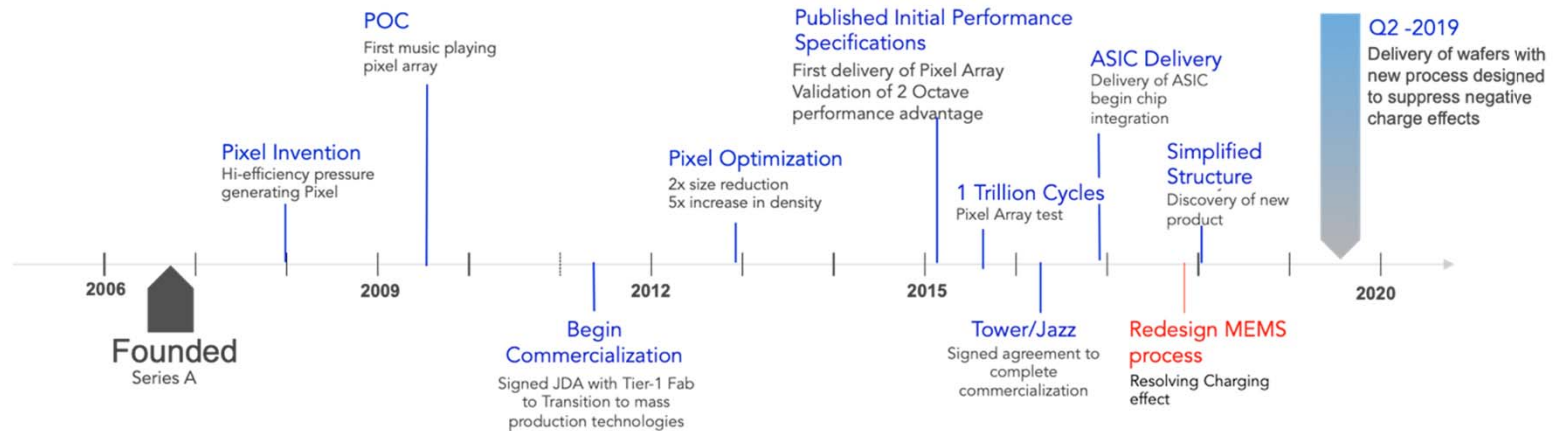 POC
First music playing
pixel array
Published Initial Performance
Specifications
First delivery of Pixel Array
Validation of 2 Octave
performance advantage
ASIC Delivery
Delivery of ASIC
begin chip
integration
Q2 -2019
Delivery of wafers with
new process designed
to suppress negative
charge effects
Pixel Invention
Hi-efficiency pressure
generating Pixel
Pixel Optimization
2x size reduction
5x increase in density
1 Trillion Cycles
Pixel Array test
Simplified
Structure
Discovery of new
product
2006
2009
2012
2015
2020
Founded
Series A
Begin
Commercialization
Signed JDA with Tier-1 Fab
to Transition to mass
production technologies
Tower/Jazz
Signed agreement to
complete
commercialization
Redesign MEMS
process
Resolving Charging
effect